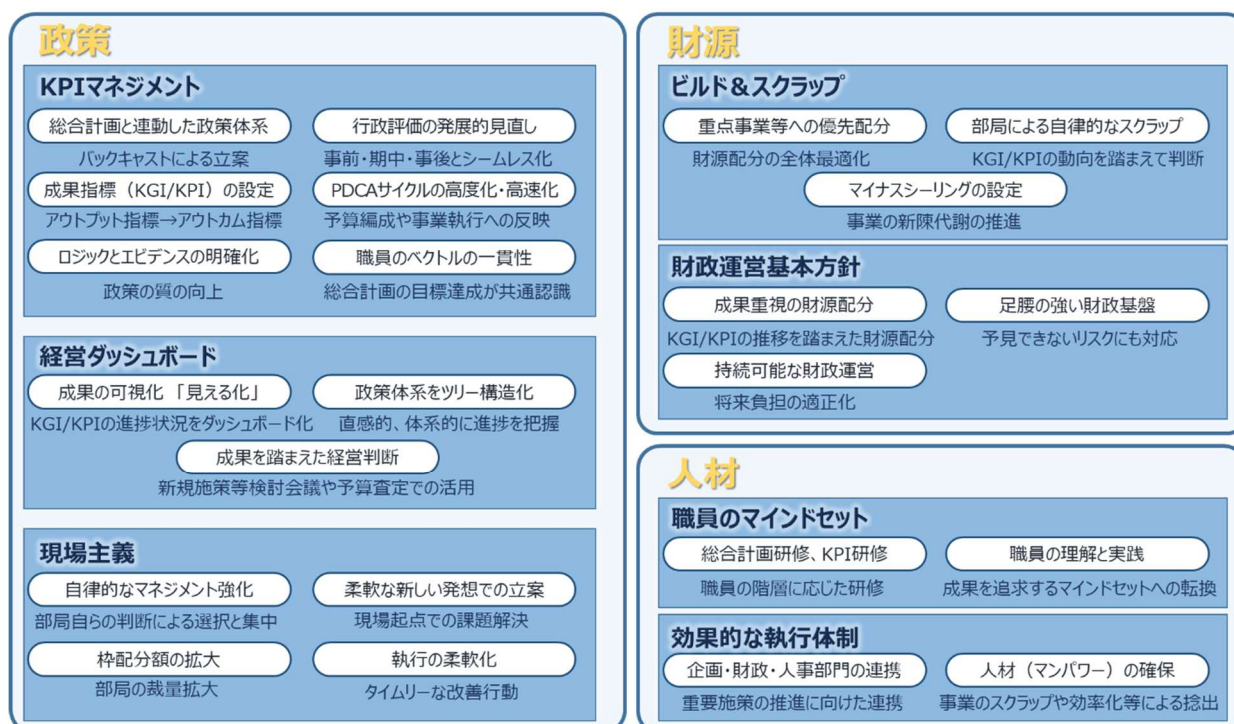 政策
KPIマネジメント
総合計画と連動した政策体系
行政評価の発展的見直し
バックキャストによる立案
事前・期中・事後とシームレス化
成果指標（KGI/KPI）の設定
PDCAサイクルの高度化・高速化
アウトプット指標→アウトカム指標
予算編成や事業執行への反映
ロジックとエビデンスの明確化
職員のベクトルの一貫性
政策の質の向上
総合計画の目標達成が共通認識
経営ダッシュボード
成果の可視化 「見える化」
政策体系をツリー構造化
KGI/KPIの進捗状況をダッシュボード化
直感的、体系的に進捗を把握
成果を踏まえた経営判断
新規施策等検討会議や予算査定での活用
現場主義
自律的なマネジメント強化
柔軟な新しい発想での立案
部局自らの判断による選択と集中
現場起点での課題解決
枠配分額の拡大
執行の柔軟化
部局の裁量拡大
タイムリーな改善行動
財源
ビルド＆スクラップ
重点事業等への優先配分
部局による自律的なスクラップ
財源配分の全体最適化
KGI/KPIの動向を踏まえて判断
マイナスシーリングの設定
事業の新陳代謝の推進
財政運営基本方針
成果重視の財源配分
足腰の強い財政基盤
KGI/KPIの推移を踏まえた財源配分
予見できないリスクにも対応
持続可能な財政運営
将来負担の適正化
人材
職員のマインドセット
総合計画研修、KPI研修
職員の理解と実践
職員の階層に応じた研修
成果を追求するマインドセットへの転換
効果的な執行体制
企画・財政・人事部門の連携
人材（マンパワー）の確保
重要施策の推進に向けた連携
事業のスクラップや効率化等による捻出